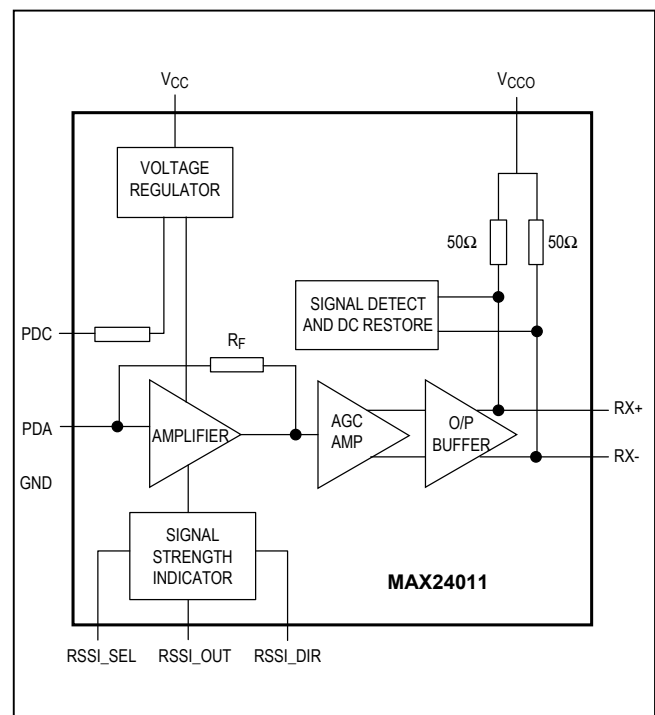 VCC
VCCO
VOLTAGE
REGULATOR
50Ω
50Ω
SIGNAL DETECT
AND DC RESTORE
PDC
RF
PDA
AMPLIFIER
AGC
AMP
O/P
BUFFER
RX+
RX-
GND
SIGNAL
STRENGTH
INDICATOR
MAX24011
RSSI_SEL
RSSI_OUT
RSSI_DIR